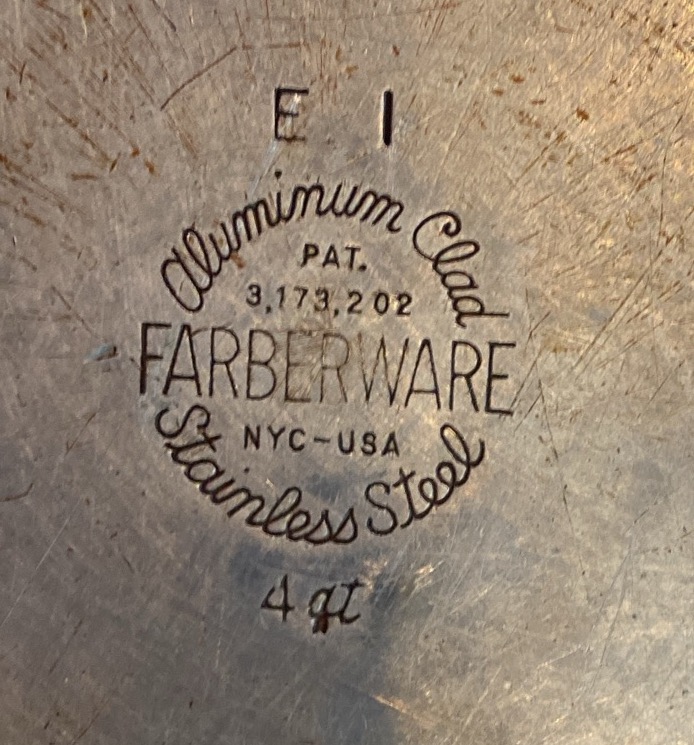 E I
Aluminum Clad
PAT.
3,173,202
FARBERWARE
NYC-USA
Stainless Steel
4 qt